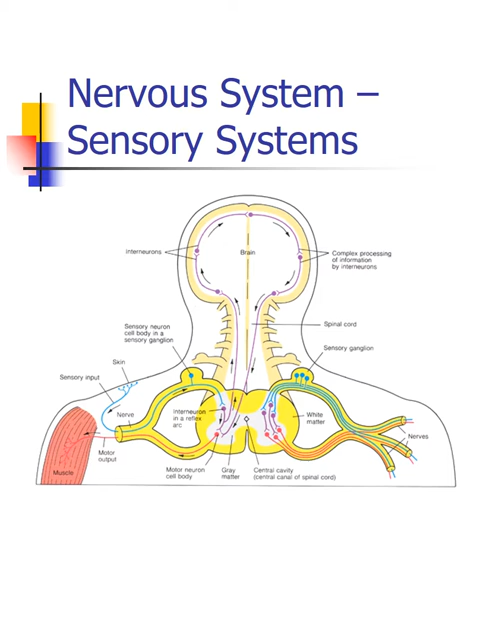 Nervous System –
Sensory Systems
Interneurons
Brain
Complex processing
of information
by interneurons
Sensory neuron
cell body in a
sensory ganglion
Spinal cord
Sensory ganglion
Skin
Sensory input
Nerve
Interneuron
in a reflex
arc
White
matter
Nerves
Motor
output
Muscle
Motor neuron
cell body
Gray
matter
Central cavity
(central canal of spinal cord)